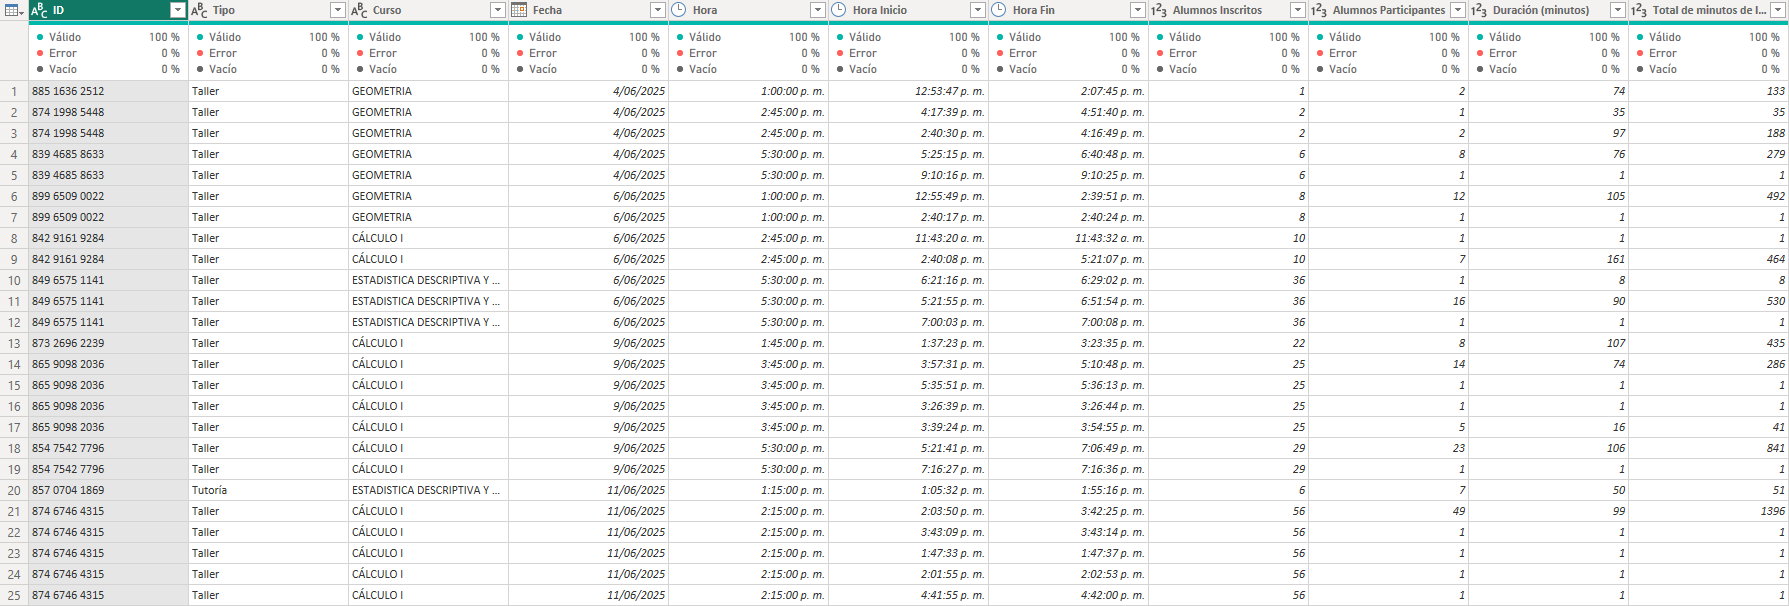 ID Tipo Curso Fecha Hora Hora Inicio Hora Fin Alumnos Inscritos Alumnos Participantes Duración (minutos) Total de minutos de l...
Válido 100 % Válido 100 % Válido 100 % Válido 100 % Válido 100 % Válido 100 % Válido 100 % Válido 100 % Válido 100 % Válido 100 % Válido 100 %
Error 0 % Error 0 % Error 0 % Error 0 % Error 0 % Error 0 % Error 0 % Error 0 % Error 0 % Error 0 % Error 0 %
Vacío 0 % Vacío 0 % Vacío 0 % Vacío 0 % Vacío 0 % Vacío 0 % Vacío 0 % Vacío 0 % Vacío 0 % Vacío 0 % Vacío 0 %
1 885 1636 2512 Taller GEOMETRIA 4/06/2025 1:00:00 p. m. 12:53:47 p. m. 2:07:45 p. m. 1 2 74 133
2 874 1998 5448 Taller GEOMETRIA 4/06/2025 2:45:00 p. m. 4:17:39 p. m. 4:51:40 p. m. 2 1 35 35
3 874 1998 5448 Taller GEOMETRIA 4/06/2025 2:45:00 p. m. 2:40:30 p. m. 4:16:49 p. m. 2 2 97 188
4 839 4685 8633 Taller GEOMETRIA 4/06/2025 5:30:00 p. m. 5:25:15 p. m. 6:40:48 p. m. 6 8 76 279
5 839 4685 8633 Taller GEOMETRIA 4/06/2025 5:30:00 p. m. 9:10:16 p. m. 9:10:25 p. m. 6 1 1 1
6 899 6509 0022 Taller GEOMETRIA 6/06/2025 1:00:00 p. m. 12:55:49 p. m. 2:39:51 p. m. 8 12 105 492
7 899 6509 0022 Taller GEOMETRIA 6/06/2025 1:00:00 p. m. 2:40:17 p. m. 2:40:24 p. m. 8 1 1 1
8 842 9161 9284 Taller CÁLCULO I 6/06/2025 2:45:00 p. m. 11:43:20 a. m. 11:43:32 a. m. 10 1 1 1
9 842 9161 9284 Taller CÁLCULO I 6/06/2025 2:45:00 p. m. 2:40:08 p. m. 5:21:07 p. m. 10 7 161 464
10 849 6575 1141 Taller ESTADISTICA DESCRIPTIVA Y ... 6/06/2025 5:30:00 p. m. 6:21:16 p. m. 6:29:02 p. m. 36 1 8 8
11 849 6575 1141 Taller ESTADISTICA DESCRIPTIVA Y ... 6/06/2025 5:30:00 p. m. 5:21:55 p. m. 6:51:54 p. m. 36 16 90 530
12 849 6575 1141 Taller ESTADISTICA DESCRIPTIVA Y ... 6/06/2025 5:30:00 p. m. 7:00:03 p. m. 7:00:08 p. m. 36 1 1 1
13 873 2696 2239 Taller CÁLCULO I 9/06/2025 1:45:00 p. m. 1:37:23 p. m. 3:23:35 p. m. 22 8 107 435
14 865 9098 2036 Taller CÁLCULO I 9/06/2025 3:45:00 p. m. 3:57:31 p. m. 5:10:48 p. m. 25 14 74 286
15 865 9098 2036 Taller CÁLCULO I 9/06/2025 3:45:00 p. m. 5:35:51 p. m. 5:36:13 p. m. 25 1 1 1
16 865 9098 2036 Taller CÁLCULO I 9/06/2025 3:45:00 p. m. 3:26:39 p. m. 3:26:44 p. m. 25 1 1 1
17 865 9098 2036 Taller CÁLCULO I 9/06/2025 3:45:00 p. m. 3:39:24 p. m. 3:54:55 p. m. 25 5 16 41
18 854 7542 7796 Taller CÁLCULO I 9/06/2025 5:30:00 p. m. 5:21:41 p. m. 7:06:49 p. m. 29 23 106 841
19 854 7542 7796 Taller CÁLCULO I 9/06/2025 5:30:00 p. m. 7:16:27 p. m. 7:16:36 p. m. 29 1 1 1
20 857 0704 1869 Tutoría ESTADISTICA DESCRIPTIVA Y ... 11/06/2025 1:15:00 p. m. 1:05:32 p. m. 1:55:16 p. m. 6 7 50 51
21 874 6746 4315 Taller CÁLCULO I 11/06/2025 2:15:00 p. m. 2:03:50 p. m. 3:42:25 p. m. 56 49 99 1396
22 874 6746 4315 Taller CÁLCULO I 11/06/2025 2:15:00 p. m. 3:43:09 p. m. 3:43:14 p. m. 56 1 1 1
23 874 6746 4315 Taller CÁLCULO I 11/06/2025 2:15:00 p. m. 1:47:33 p. m. 1:47:37 p. m. 56 1 1 1
24 874 6746 4315 Taller CÁLCULO I 11/06/2025 2:15:00 p. m. 2:01:55 p. m. 2:02:53 p. m. 56 1 1 1
25 874 6746 4315 Taller CÁLCULO I 11/06/2025 2:15:00 p. m. 4:41:55 p. m. 4:42:00 p. m. 56 1 1 1